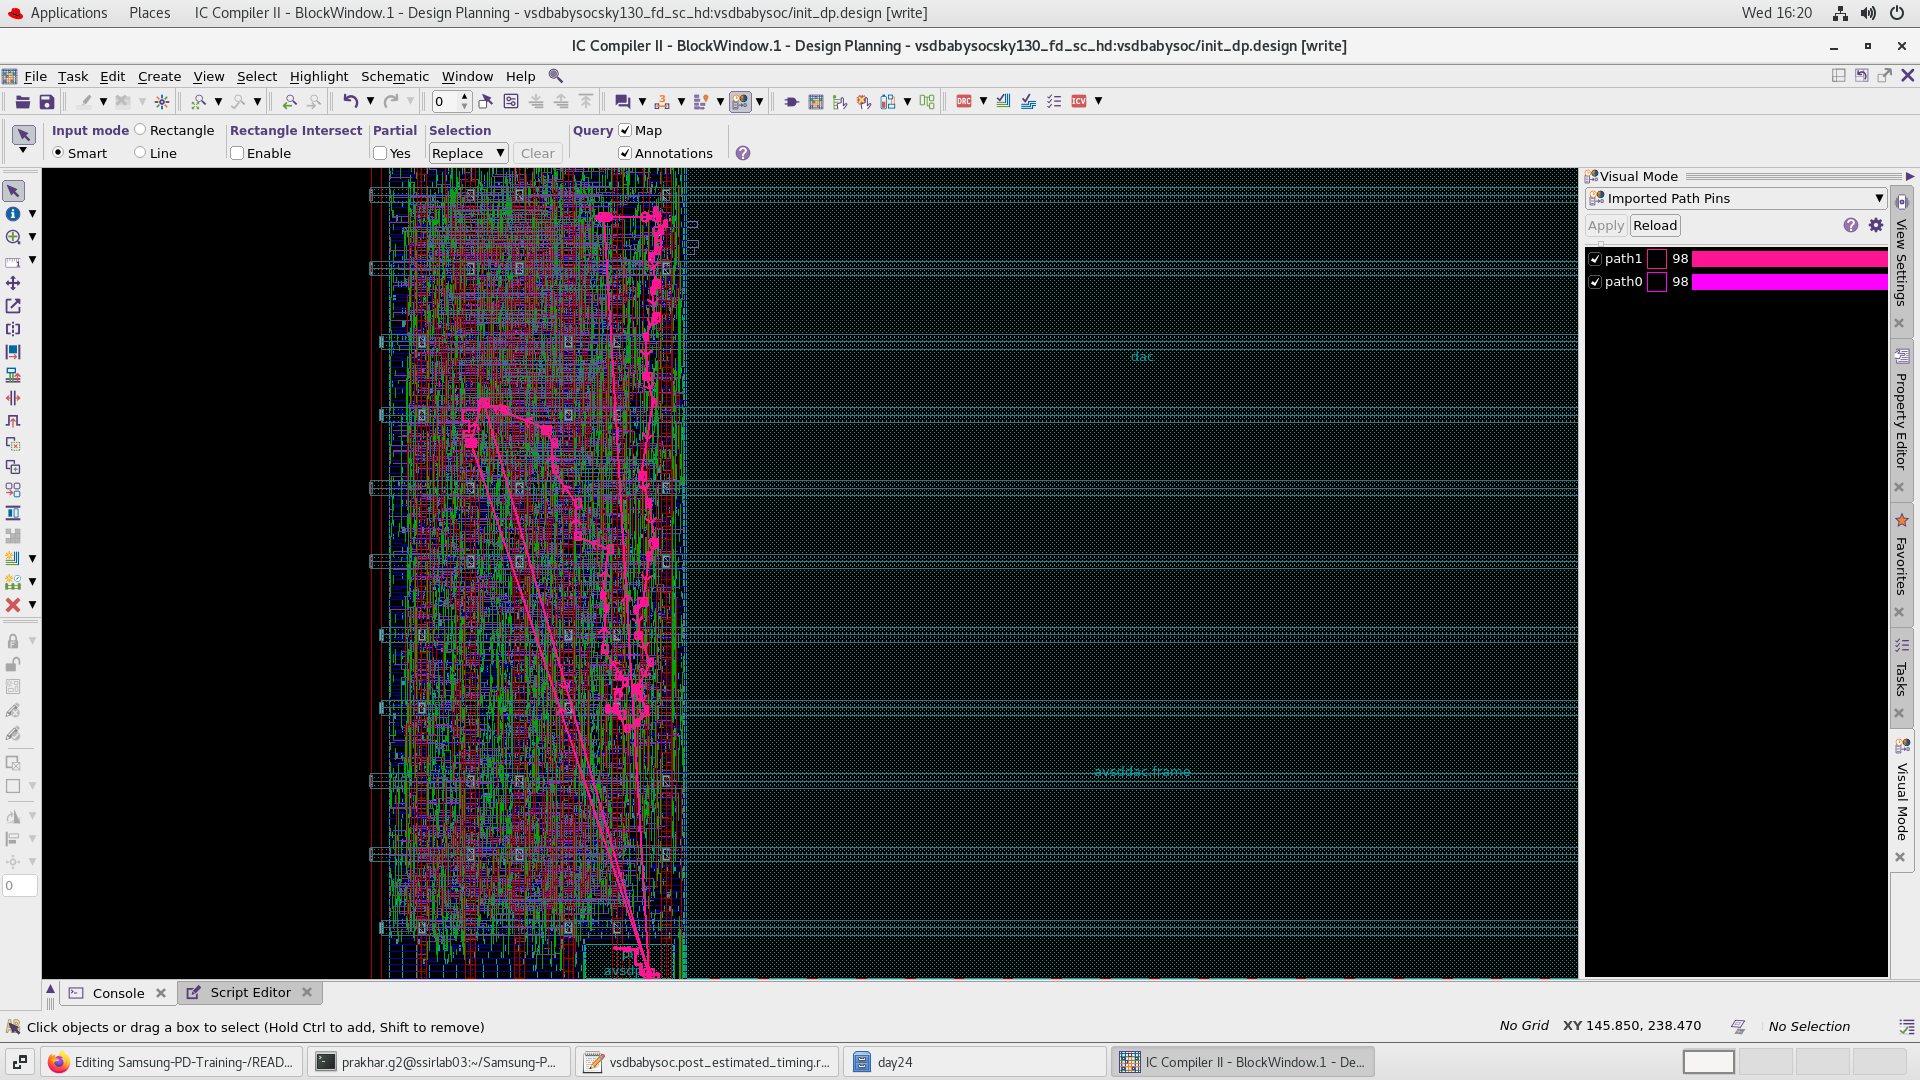 Applications Places IC Compiler II - BlockWindow.1 - Design Planning - vsdbabysocsky130_fd_sc_hd:vsdbabysoc/init_dp.design [write] Wed 16:20
IC Compiler II - BlockWindow.1 - Design Planning - vsdbabysocsky130_fd_sc_hd:vsdbabysoc/init_dp.design [write]
File Task Edit Create View Select Highlight Schematic Window Help
0 DRC ICV
Input mode Rectangle Rectangle Intersect Partial Selection Query Map
Smart Line Enable Yes Replace Clear Annotations
Visual Mode
Imported Path Pins
Apply Reload
path1 98
path0 98
View Settings
Property Editor
Favorites
Tasks
Visual Mode
dac
avsddac.frame
0
Console Script Editor
Click objects or drag a box to select (Hold Ctrl to add, Shift to remove) No Grid XY 145.850, 238.470 No Selection
Editing Samsung-PD-Training-/READ... prakhar.g2@ssirlab03:~/Samsung-P... vsdbabysoc.post_estimated_timing.r... day24 IC Compiler II - BlockWindow.1 - De...